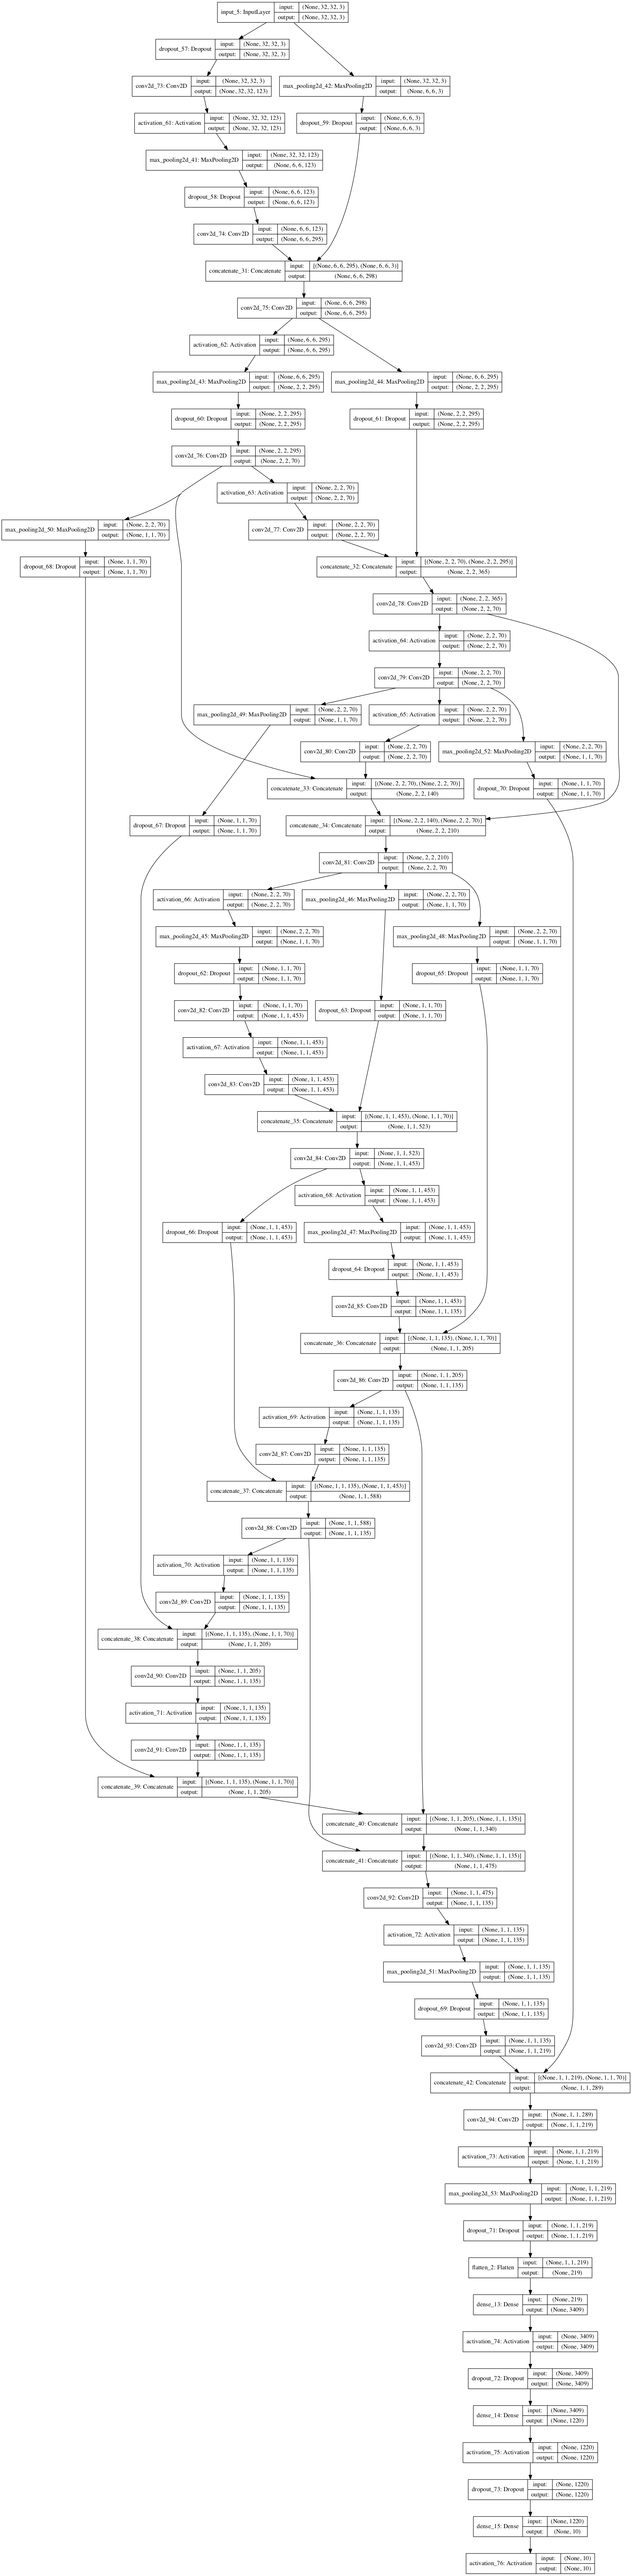 input_5: InputLayer input: (None, 32, 32, 3)
output: (None, 32, 32, 3)
dropout_57: Dropout input: (None, 32, 32, 3)
output: (None, 32, 32, 3)
conv2d_73: Conv2D input: (None, 32, 32, 3)
output: (None, 32, 32, 123)
max_pooling2d_42: MaxPooling2D input: (None, 32, 32, 3)
output: (None, 6, 6, 3)
activation_61: Activation input: (None, 32, 32, 123)
output: (None, 32, 32, 123)
dropout_59: Dropout input: (None, 6, 6, 3)
output: (None, 6, 6, 3)
max_pooling2d_41: MaxPooling2D input: (None, 32, 32, 123)
output: (None, 6, 6, 123)
dropout_58: Dropout input: (None, 6, 6, 123)
output: (None, 6, 6, 123)
conv2d_74: Conv2D input: (None, 6, 6, 123)
output: (None, 6, 6, 295)
concatenate_31: Concatenate input: [(None, 6, 6, 295), (None, 6, 6, 3)]
output: (None, 6, 6, 298)
conv2d_75: Conv2D input: (None, 6, 6, 298)
output: (None, 6, 6, 295)
activation_62: Activation input: (None, 6, 6, 295)
output: (None, 6, 6, 295)
max_pooling2d_43: MaxPooling2D input: (None, 6, 6, 295)
output: (None, 2, 2, 295)
max_pooling2d_44: MaxPooling2D input: (None, 6, 6, 295)
output: (None, 2, 2, 295)
dropout_60: Dropout input: (None, 2, 2, 295)
output: (None, 2, 2, 295)
dropout_61: Dropout input: (None, 2, 2, 295)
output: (None, 2, 2, 295)
conv2d_76: Conv2D input: (None, 2, 2, 295)
output: (None, 2, 2, 70)
activation_63: Activation input: (None, 2, 2, 70)
output: (None, 2, 2, 70)
max_pooling2d_50: MaxPooling2D input: (None, 2, 2, 70)
output: (None, 1, 1, 70)
conv2d_77: Conv2D input: (None, 2, 2, 70)
output: (None, 2, 2, 70)
dropout_68: Dropout input: (None, 1, 1, 70)
output: (None, 1, 1, 70)
concatenate_32: Concatenate input: [(None, 2, 2, 70), (None, 2, 2, 295)]
output: (None, 2, 2, 365)
conv2d_78: Conv2D input: (None, 2, 2, 365)
output: (None, 2, 2, 70)
activation_64: Activation input: (None, 2, 2, 70)
output: (None, 2, 2, 70)
conv2d_79: Conv2D input: (None, 2, 2, 70)
output: (None, 2, 2, 70)
max_pooling2d_49: MaxPooling2D input: (None, 2, 2, 70)
output: (None, 1, 1, 70)
activation_65: Activation input: (None, 2, 2, 70)
output: (None, 2, 2, 70)
conv2d_80: Conv2D input: (None, 2, 2, 70)
output: (None, 2, 2, 70)
max_pooling2d_52: MaxPooling2D input: (None, 2, 2, 70)
output: (None, 1, 1, 70)
concatenate_33: Concatenate input: [(None, 2, 2, 70), (None, 2, 2, 70)]
output: (None, 2, 2, 140)
dropout_70: Dropout input: (None, 1, 1, 70)
output: (None, 1, 1, 70)
dropout_67: Dropout input: (None, 1, 1, 70)
output: (None, 1, 1, 70)
concatenate_34: Concatenate input: [(None, 2, 2, 140), (None, 2, 2, 70)]
output: (None, 2, 2, 210)
conv2d_81: Conv2D input: (None, 2, 2, 210)
output: (None, 2, 2, 70)
activation_66: Activation input: (None, 2, 2, 70)
output: (None, 2, 2, 70)
max_pooling2d_46: MaxPooling2D input: (None, 2, 2, 70)
output: (None, 1, 1, 70)
max_pooling2d_45: MaxPooling2D input: (None, 2, 2, 70)
output: (None, 1, 1, 70)
max_pooling2d_48: MaxPooling2D input: (None, 2, 2, 70)
output: (None, 1, 1, 70)
dropout_62: Dropout input: (None, 1, 1, 70)
output: (None, 1, 1, 70)
dropout_65: Dropout input: (None, 1, 1, 70)
output: (None, 1, 1, 70)
conv2d_82: Conv2D input: (None, 1, 1, 70)
output: (None, 1, 1, 453)
dropout_63: Dropout input: (None, 1, 1, 70)
output: (None, 1, 1, 70)
activation_67: Activation input: (None, 1, 1, 453)
output: (None, 1, 1, 453)
conv2d_83: Conv2D input: (None, 1, 1, 453)
output: (None, 1, 1, 453)
concatenate_35: Concatenate input: [(None, 1, 1, 453), (None, 1, 1, 70)]
output: (None, 1, 1, 523)
conv2d_84: Conv2D input: (None, 1, 1, 523)
output: (None, 1, 1, 453)
activation_68: Activation input: (None, 1, 1, 453)
output: (None, 1, 1, 453)
dropout_66: Dropout input: (None, 1, 1, 453)
output: (None, 1, 1, 453)
max_pooling2d_47: MaxPooling2D input: (None, 1, 1, 453)
output: (None, 1, 1, 453)
dropout_64: Dropout input: (None, 1, 1, 453)
output: (None, 1, 1, 453)
conv2d_85: Conv2D input: (None, 1, 1, 453)
output: (None, 1, 1, 135)
concatenate_36: Concatenate input: [(None, 1, 1, 135), (None, 1, 1, 70)]
output: (None, 1, 1, 205)
conv2d_86: Conv2D input: (None, 1, 1, 205)
output: (None, 1, 1, 135)
activation_69: Activation input: (None, 1, 1, 135)
output: (None, 1, 1, 135)
conv2d_87: Conv2D input: (None, 1, 1, 135)
output: (None, 1, 1, 135)
concatenate_37: Concatenate input: [(None, 1, 1, 135), (None, 1, 1, 453)]
output: (None, 1, 1, 588)
conv2d_88: Conv2D input: (None, 1, 1, 588)
output: (None, 1, 1, 135)
activation_70: Activation input: (None, 1, 1, 135)
output: (None, 1, 1, 135)
conv2d_89: Conv2D input: (None, 1, 1, 135)
output: (None, 1, 1, 135)
concatenate_38: Concatenate input: [(None, 1, 1, 135), (None, 1, 1, 70)]
output: (None, 1, 1, 205)
conv2d_90: Conv2D input: (None, 1, 1, 205)
output: (None, 1, 1, 135)
activation_71: Activation input: (None, 1, 1, 135)
output: (None, 1, 1, 135)
conv2d_91: Conv2D input: (None, 1, 1, 135)
output: (None, 1, 1, 135)
concatenate_39: Concatenate input: [(None, 1, 1, 135), (None, 1, 1, 70)]
output: (None, 1, 1, 205)
concatenate_40: Concatenate input: [(None, 1, 1, 205), (None, 1, 1, 135)]
output: (None, 1, 1, 340)
concatenate_41: Concatenate input: [(None, 1, 1, 340), (None, 1, 1, 135)]
output: (None, 1, 1, 475)
conv2d_92: Conv2D input: (None, 1, 1, 475)
output: (None, 1, 1, 135)
activation_72: Activation input: (None, 1, 1, 135)
output: (None, 1, 1, 135)
max_pooling2d_51: MaxPooling2D input: (None, 1, 1, 135)
output: (None, 1, 1, 135)
dropout_69: Dropout input: (None, 1, 1, 135)
output: (None, 1, 1, 135)
conv2d_93: Conv2D input: (None, 1, 1, 135)
output: (None, 1, 1, 219)
concatenate_42: Concatenate input: [(None, 1, 1, 219), (None, 1, 1, 70)]
output: (None, 1, 1, 289)
conv2d_94: Conv2D input: (None, 1, 1, 289)
output: (None, 1, 1, 219)
activation_73: Activation input: (None, 1, 1, 219)
output: (None, 1, 1, 219)
max_pooling2d_53: MaxPooling2D input: (None, 1, 1, 219)
output: (None, 1, 1, 219)
dropout_71: Dropout input: (None, 1, 1, 219)
output: (None, 1, 1, 219)
flatten_2: Flatten input: (None, 1, 1, 219)
output: (None, 219)
dense_13: Dense input: (None, 219)
output: (None, 3409)
activation_74: Activation input: (None, 3409)
output: (None, 3409)
dropout_72: Dropout input: (None, 3409)
output: (None, 3409)
dense_14: Dense input: (None, 3409)
output: (None, 1220)
activation_75: Activation input: (None, 1220)
output: (None, 1220)
dropout_73: Dropout input: (None, 1220)
output: (None, 1220)
dense_15: Dense input: (None, 1220)
output: (None, 10)
activation_76: Activation input: (None, 10)
output: (None, 10)